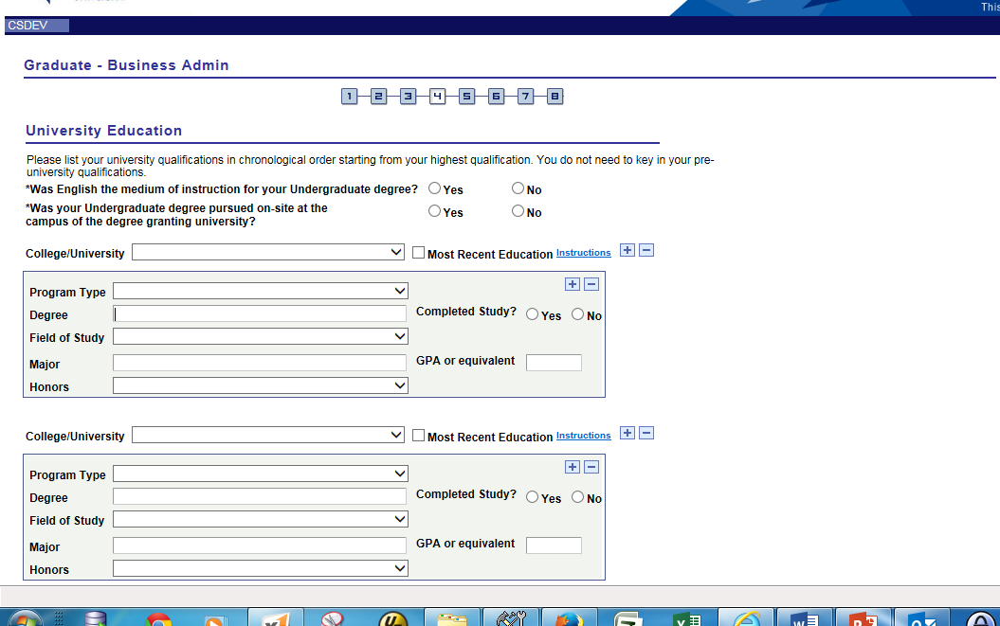 This
CSDEV
Graduate - Business Admin
1 2 3 4 5 6 7 8
University Education
Please list your university qualifications in chronological order starting from your highest qualification. You do not need to key in your pre-
university qualifications.
*Was English the medium of instruction for your Undergraduate degree? Yes No
*Was your Undergraduate degree pursued on-site at the
campus of the degree granting university? Yes No
College/University Most Recent Education Instructions
Program Type
Degree Completed Study? Yes No
Field of Study
Major GPA or equivalent
Honors
College/University Most Recent Education Instructions
Program Type
Degree Completed Study? Yes No
Field of Study
Major GPA or equivalent
Honors